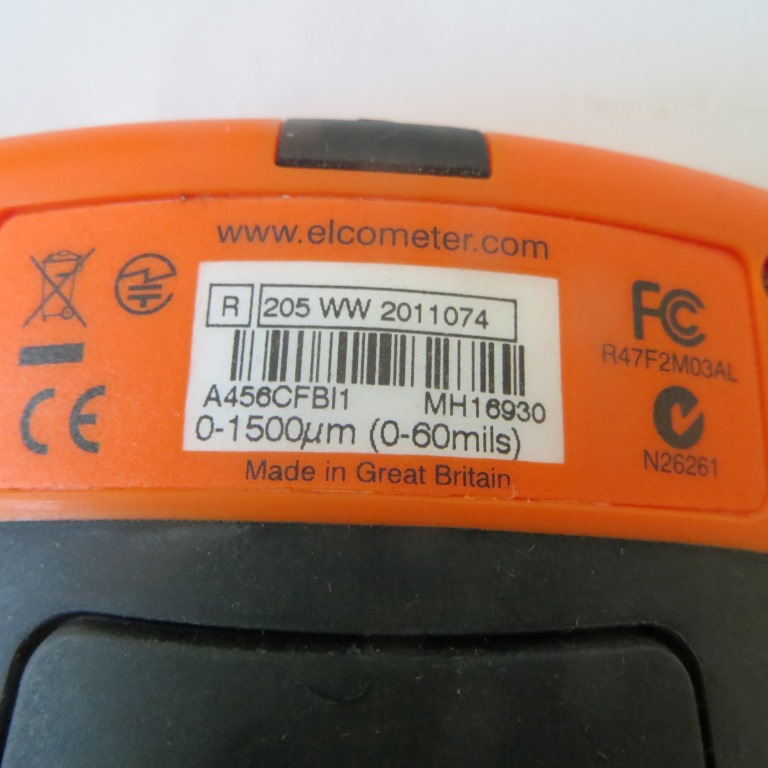 www.elcometer.com
R 205 WW 2011074
A456CFBI1 MH16930
0-1500µm (0-60mils)
Made in Great Britain
CE
FC
R47F2M03AL
N26261